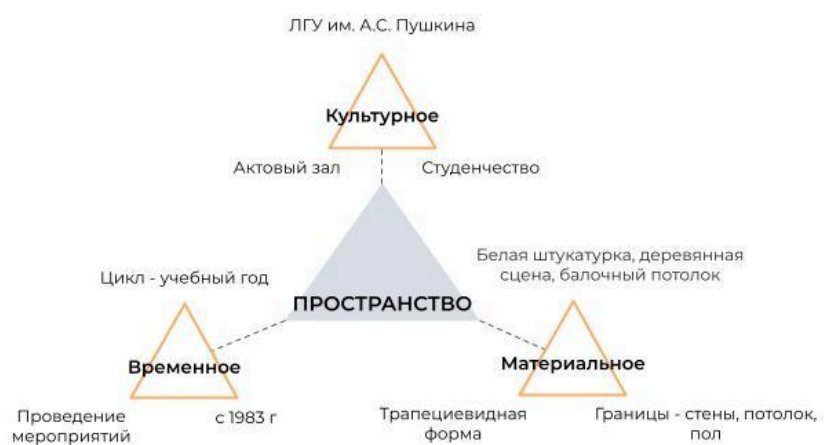 ЛГУ им. А.С. Пушкина
Культурное
Актовый зал
Студенчество
Белая штукатурка, деревянная
сцена, балочный потолок
Цикл - учебный год
ПРОСТРАНСТВО
Временное
Материальное
Проведение
мероприятий
с 1983 г
Трапециевидная
форма
Границы - стены, потолок,
пол